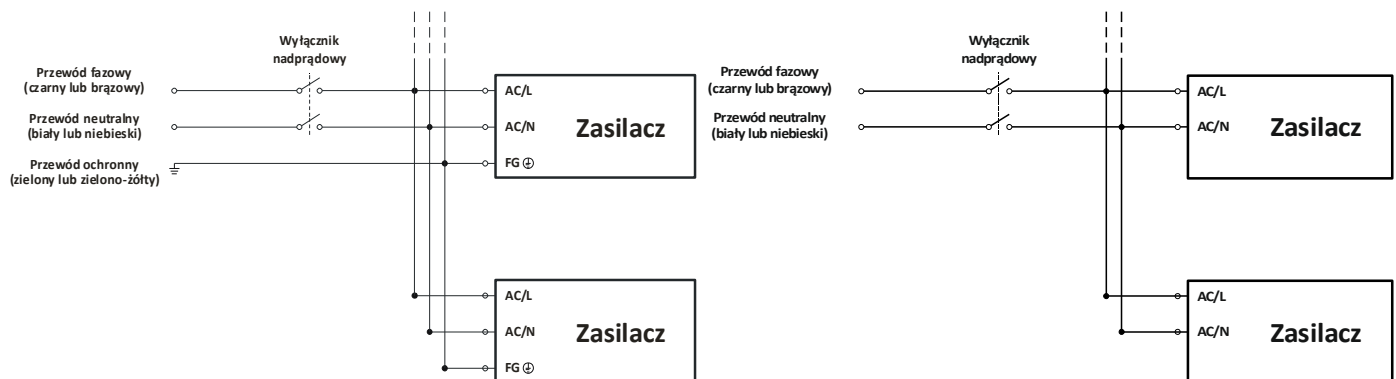 Wyłącznik
nadprądowy
Przewód fazowy
(czarny lub brązowy)
Przewód neutralny
(biały lub niebieski)
Przewód ochronny
(zielony lub zielono-żółty)
AC/L
AC/N
FG
Zasilacz
AC/L
AC/N
FG
Zasilacz
Wyłącznik
nadprądowy
Przewód fazowy
(czarny lub brązowy)
Przewód neutralny
(biały lub niebieski)
AC/L
AC/N
Zasilacz
AC/L
AC/N
Zasilacz